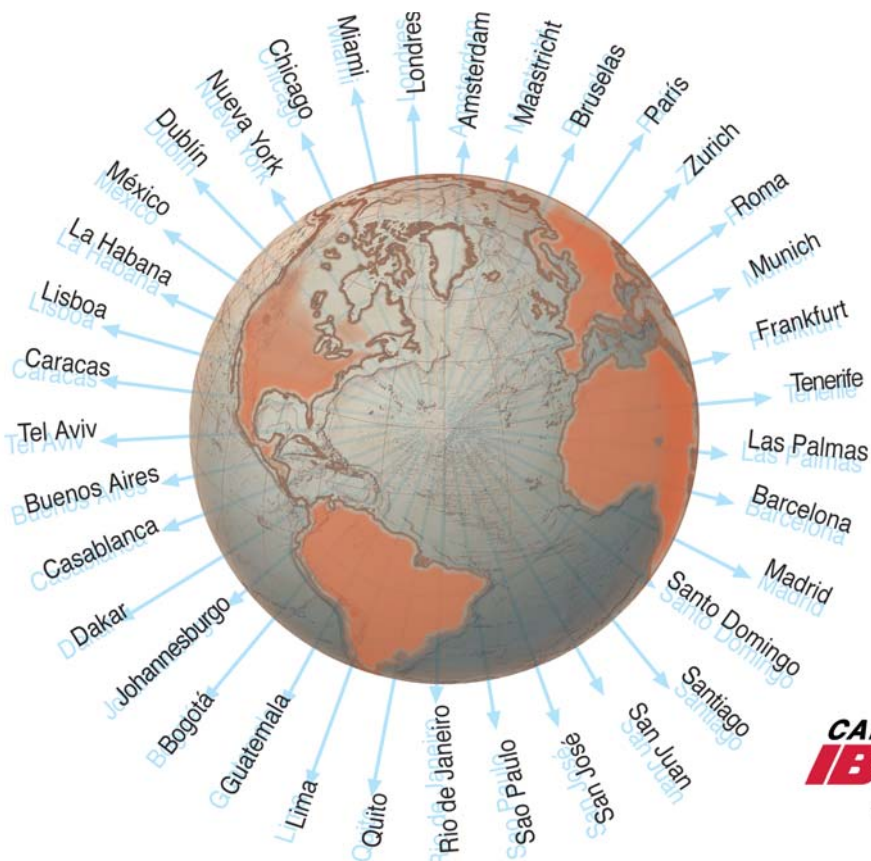 Londres
Amsterdam
Maastricht
Bruselas
París
Zurich
Roma
Munich
Frankfurt
Tenerife
Las Palmas
Barcelona
Madrid
Santo Domingo
Santiago
San Juan
San José
Sao Paulo
Rio de Janeiro
Quito
Lima
Guatemala
Bogotá
Johannesburgo
Dakar
Casablanca
Buenos Aires
Tel Aviv
Caracas
Lisboa
La Habana
México
Dublín
Nueva York
Chicago
Miami